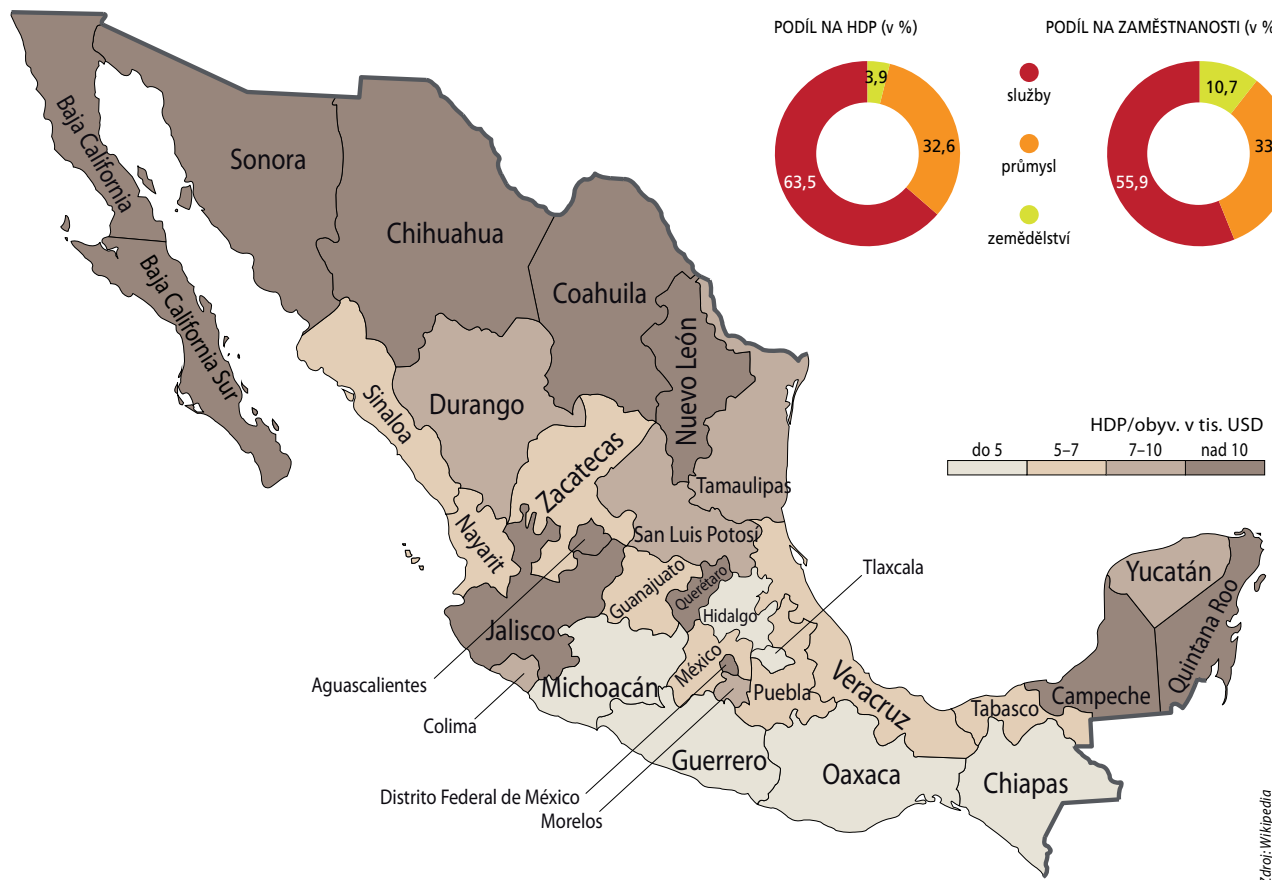 PODÍL NA HDP (v %)
PODÍL NA ZAMĚSTNANOSTI (v %
3,9
32,6
63,5
služby
průmysl
zemědělství
10,7
33
55,9
Baja California
Sonora
Chihuahua
Coahuila
Baja California Sur
Nuevo León
Sinaloa
Durango
HDP/obyv. v tis. USD
do 5
5–7
7–10
nad 10
Zacatecas
Tamaulipas
Nayarit
San Luis Potosí
Tlaxcala
Yucatán
Guanajuato
Querétaro
Hidalgo
Quintana Roo
Jalisco
México
Aguascalientes
Michoacán
Puebla
Veracruz
Campeche
Tabasco
Colima
Guerrero
Oaxaca
Chiapas
Distrito Federal de México
Morelos
Zdroj: Wikipedia